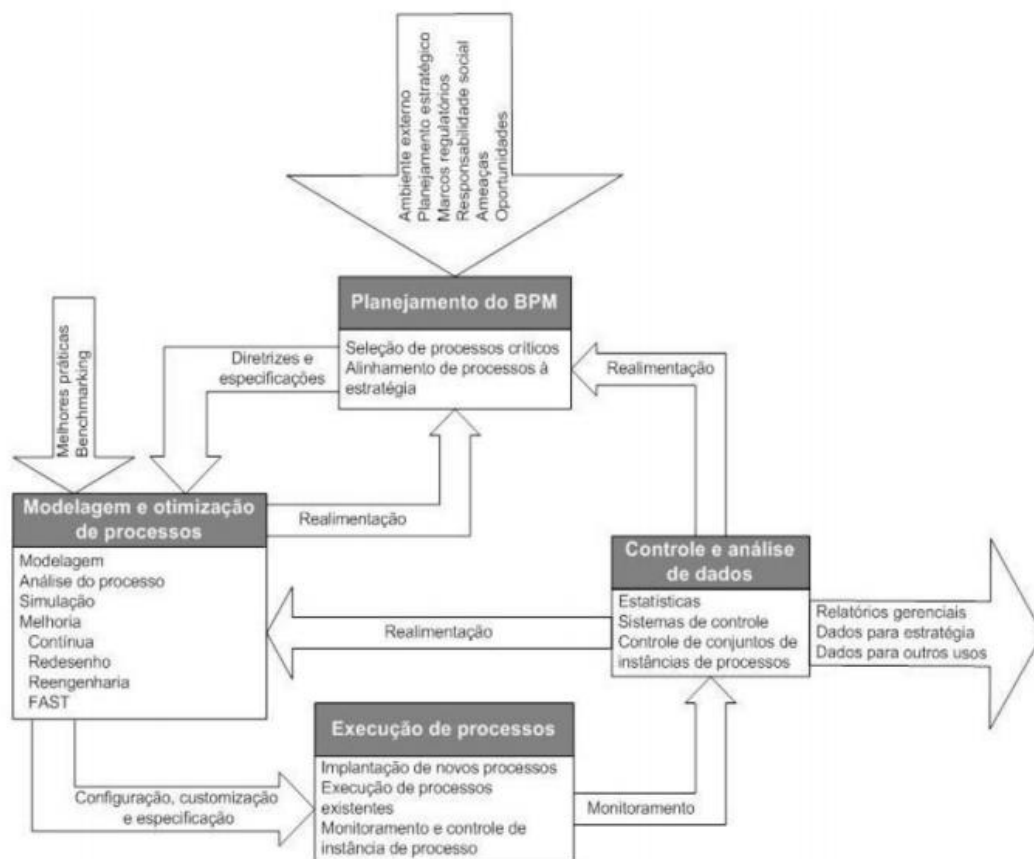 Ambiente externo
Planejamento estratégico
Marcos regulatórios
Responsabilidade social
Ameaças
Oportunidades
Planejamento do BPM
Seleção de processos críticos
Alinhamento de processos à
estratégia
Diretrizes e
especificações
Realimentação
Melhores práticas
Benchmarking
Modelagem e otimização
de processos
Modelagem
Análise do processo
Simulação
Melhoria
Contínua
Redesenho
Reengenharia
FAST
Realimentação
Controle e análise
de dados
Estatísticas
Sistemas de controle
Controle de conjuntos de
instâncias de processos
Relatórios gerenciais
Dados para estratégia
Dados para outros usos
Realimentação
Execução de processos
Implantação de novos processos
Execução de processos
existentes
Monitoramento e controle de
instância de processo
Configuração, customização
e especificação
Monitoramento